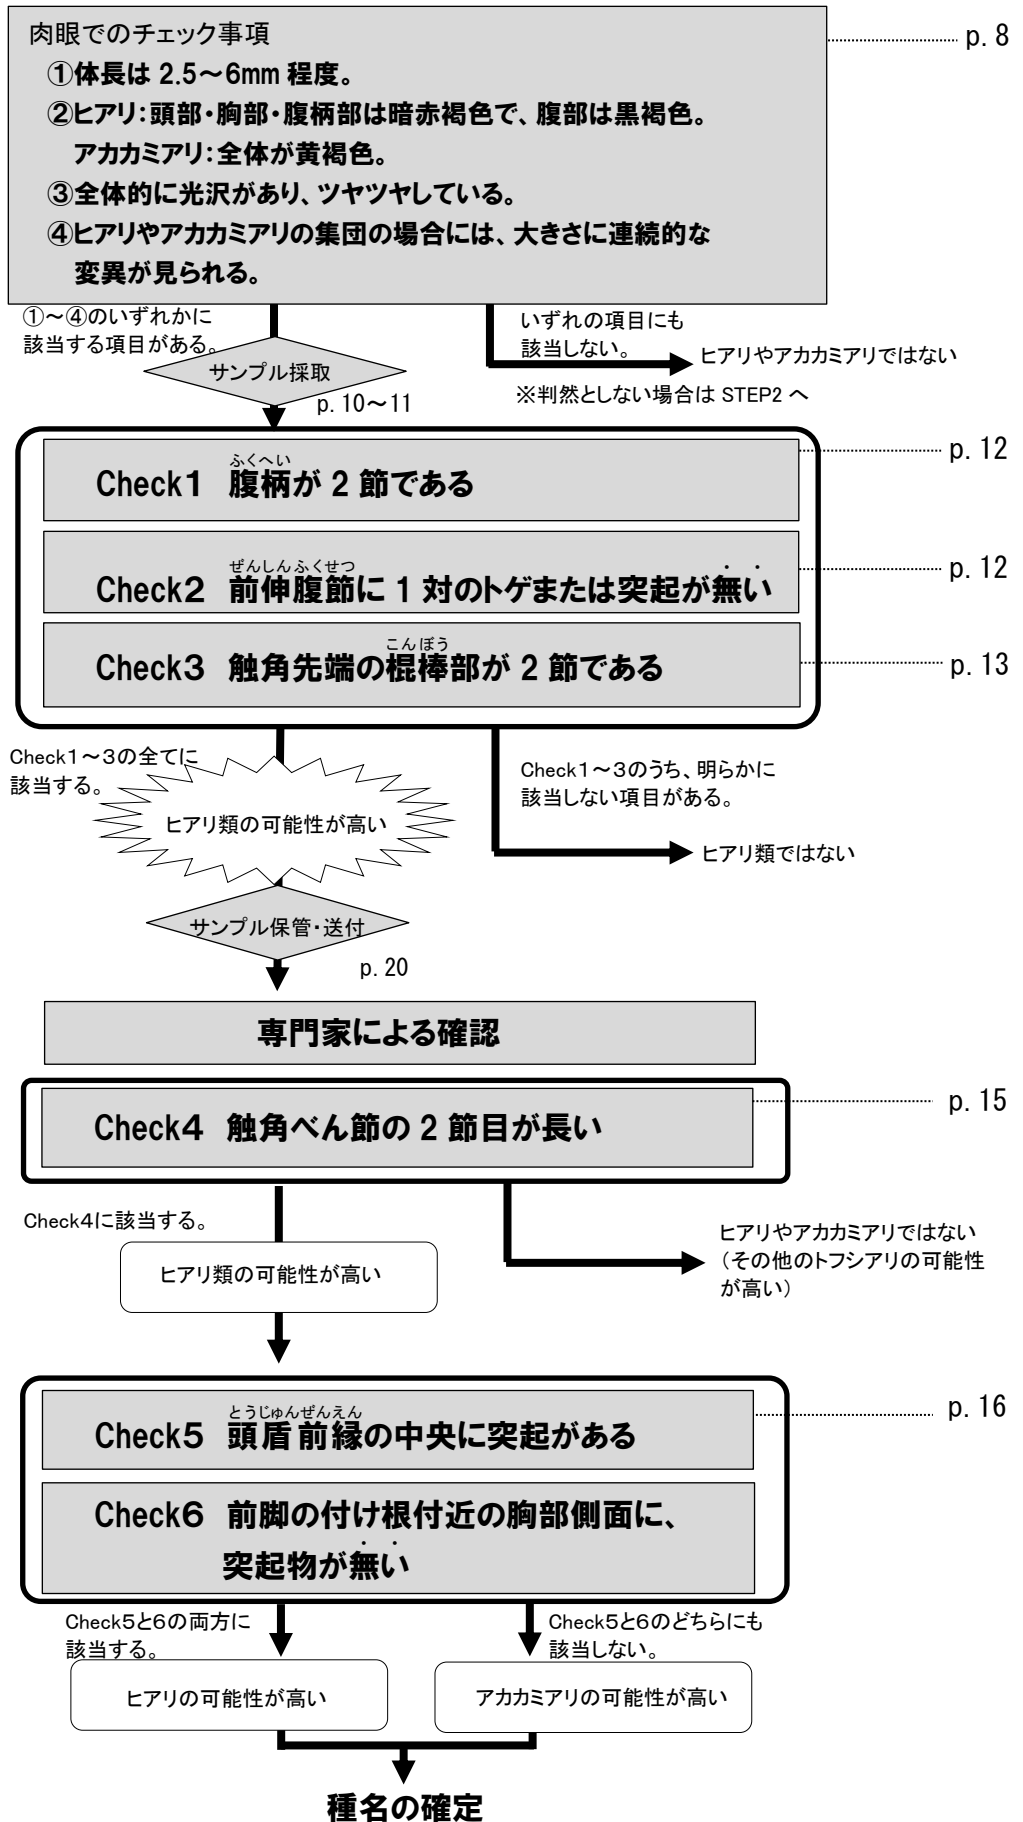 肉眼でのチェック事項
p. 8
①体長は 2.5～6mm 程度。
②ヒアリ：頭部・胸部・腹柄部は暗赤褐色で、腹部は黒褐色。
アカカミアリ：全体が黄褐色。
③全体的に光沢があり、ツヤツヤしている。
④ヒアリやアカカミアリの集団の場合には、大きさに連続的な
変異が見られる。
①～④のいずれかに
該当する項目がある。
いずれの項目にも
該当しない。
ヒアリやアカカミアリではない
※判然としない場合は STEP2 へ
サンプル採取
p. 10～11
ふくへい
Check1 腹柄が 2 節である
p. 12
ぜんしんふくせつ
Check2 前伸腹節に 1 対のトゲまたは突起が無い
p. 12
こんぼう
Check3 触角先端の棍棒部が 2 節である
p. 13
Check1～3の全てに
該当する。
ヒアリ類の可能性が高い
Check1～3のうち、明らかに
該当しない項目がある。
ヒアリ類ではない
サンプル保管・送付
p. 20
専門家による確認
Check4 触角べん節の 2 節目が長い
p. 15
Check4に該当する。
ヒアリ類の可能性が高い
ヒアリやアカカミアリではない
（その他のトフシアリの可能性
が高い）
とうじゅんぜんえん
Check5 頭盾前縁の中央に突起がある
p. 16
Check6 前脚の付け根付近の胸部側面に、
突起物が無い
Check5と6の両方に
該当する。
Check5と6のどちらにも
該当しない。
ヒアリの可能性が高い
アカカミアリの可能性が高い
種名の確定